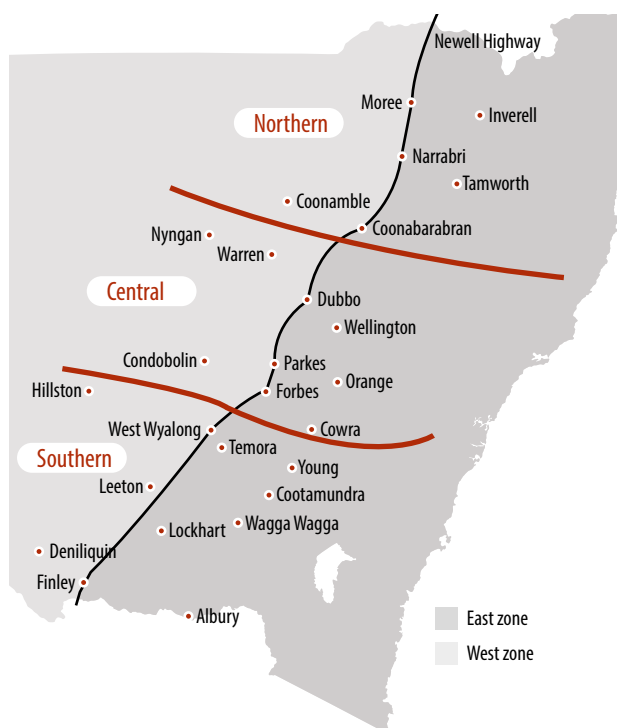 Newell Highway
Moree
Inverell
Northern
Narrabri
Tamworth
Coonamble
Coonabarabran
Nyngan
Warren
Central
Dubbo
Wellington
Condobolin
Parkes
Orange
Hillston
Forbes
West Wyalong
Cowra
Temora
Southern
Young
Leeton
Cootamundra
Wagga Wagga
Lockhart
Deniliquin
Finley
Albury
East zone
West zone